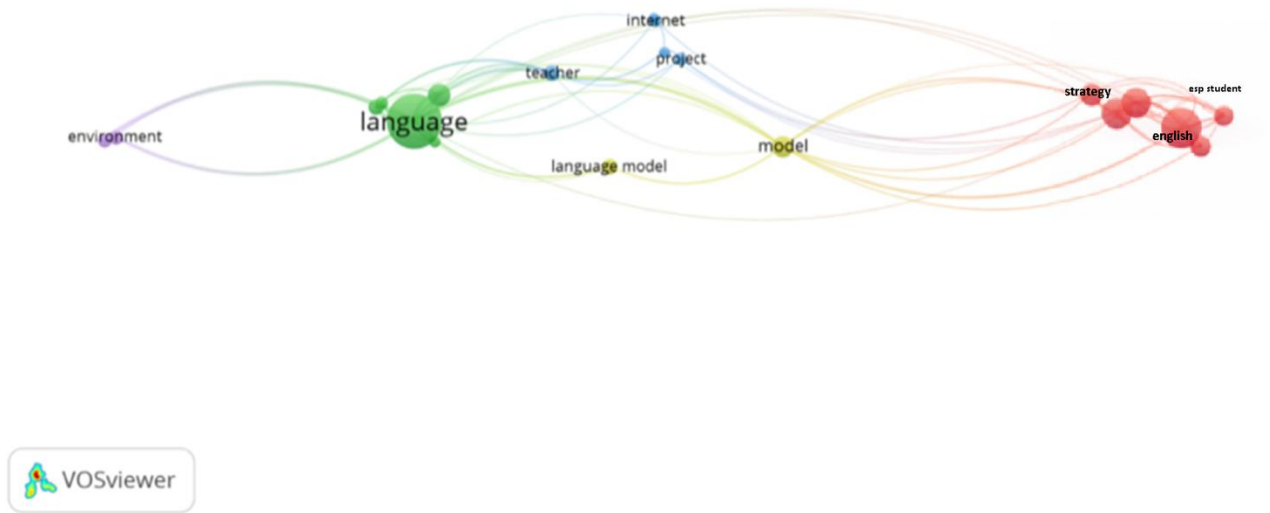 internet
project
teacher
strategy
esp student
language
english
environment
model
language model
VOSviewer